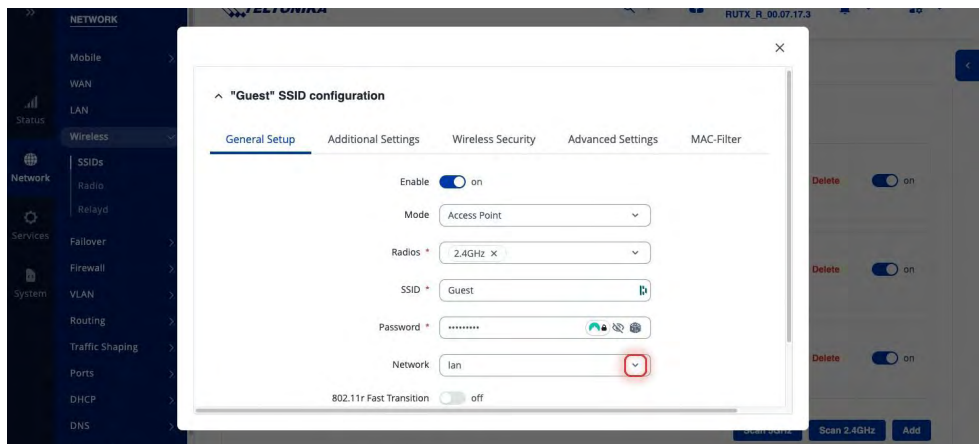 TELTONIKA
RUTX_R_00.07.17.3
NETWORK
Mobile
WAN
LAN
Wireless
SSIDs
Radio
Relayd
Failover
Firewall
VLAN
Routing
Traffic Shaping
Ports
DHCP
DNS
Status
Network
Services
System
"Guest" SSID configuration
General Setup Additional Settings Wireless Security Advanced Settings MAC-Filter
Enable on
Mode Access Point
Radios * 2.4GHz ×
SSID * Guest
Password * •••••••••
Network lan
802.11r Fast Transition off
Delete on
Delete on
Delete on
Scan 5GHz Scan 2.4GHz Add